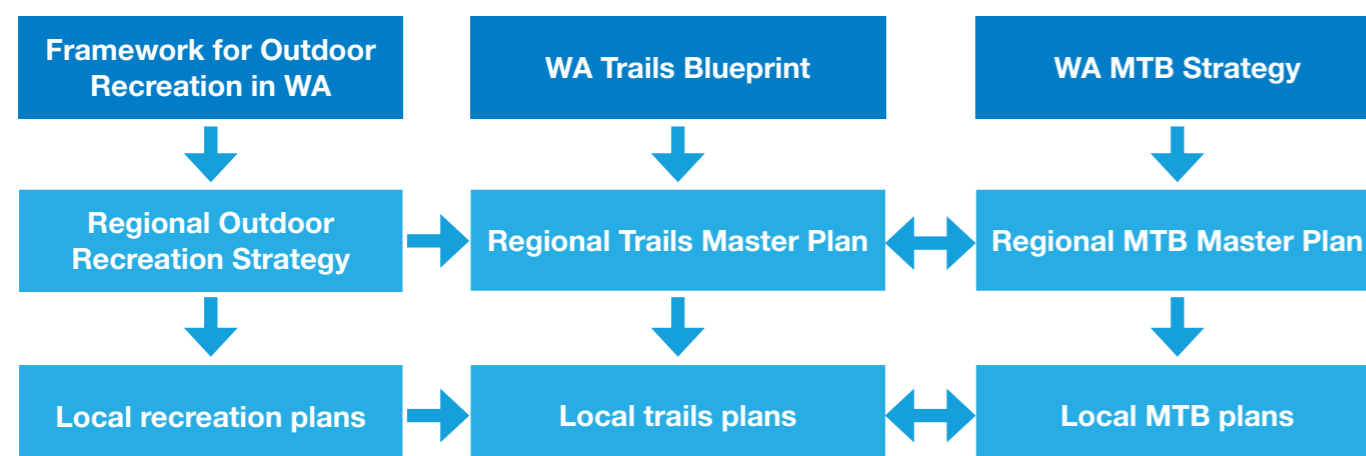 Framework for Outdoor
Recreation in WA
WA Trails Blueprint
WA MTB Strategy
Regional Outdoor
Recreation Strategy
Regional Trails Master Plan
Regional MTB Master Plan
Local recreation plans
Local trails plans
Local MTB plans